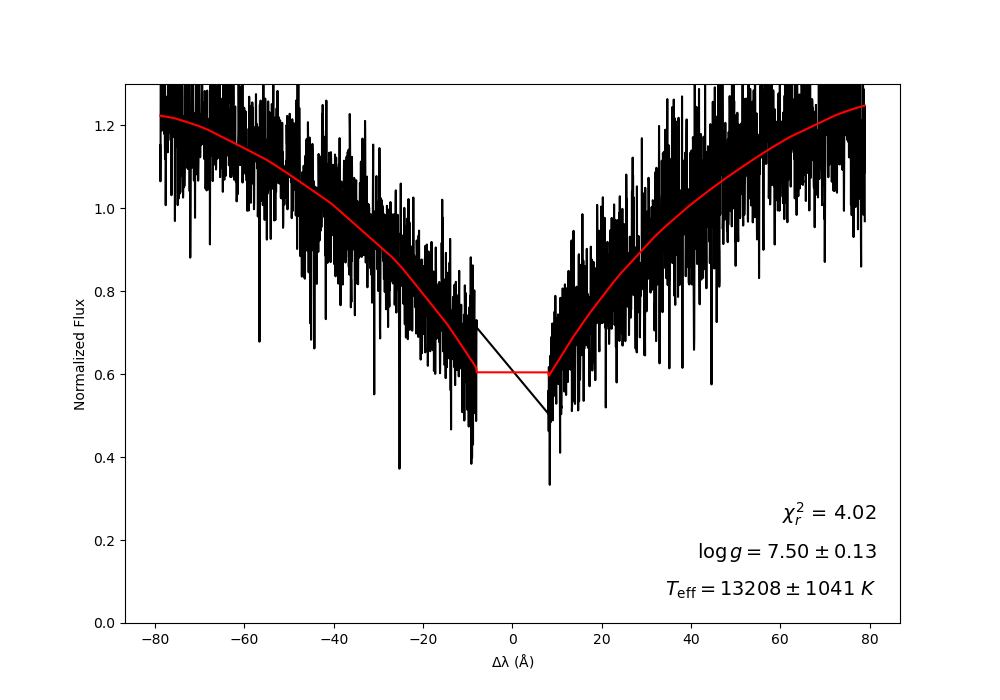 1.2
1.0
0.8
0.6
0.4
0.2
0.0
Normalized Flux
χ²ᵣ = 4.02
log g = 7.50 ± 0.13
T_eff = 13208 ± 1041 K
−80 −60 −40 −20 0 20 40 60 80
Δλ (Å)